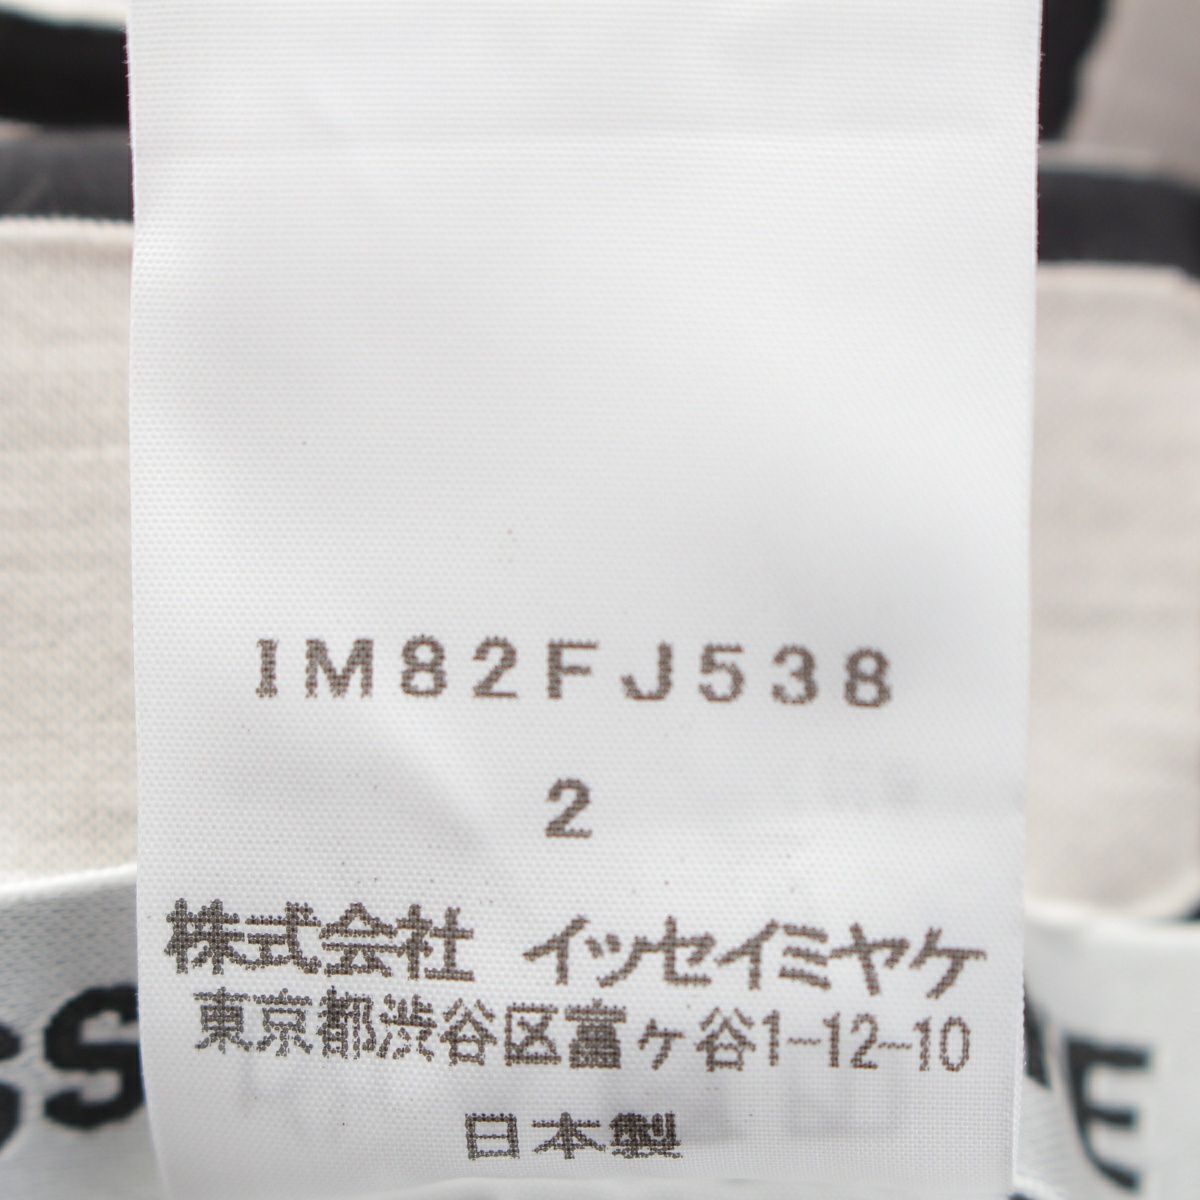 IM82FJ538
2
株式会社 イッセイミヤケ
東京都渋谷区富ヶ谷1-12-10
日本製